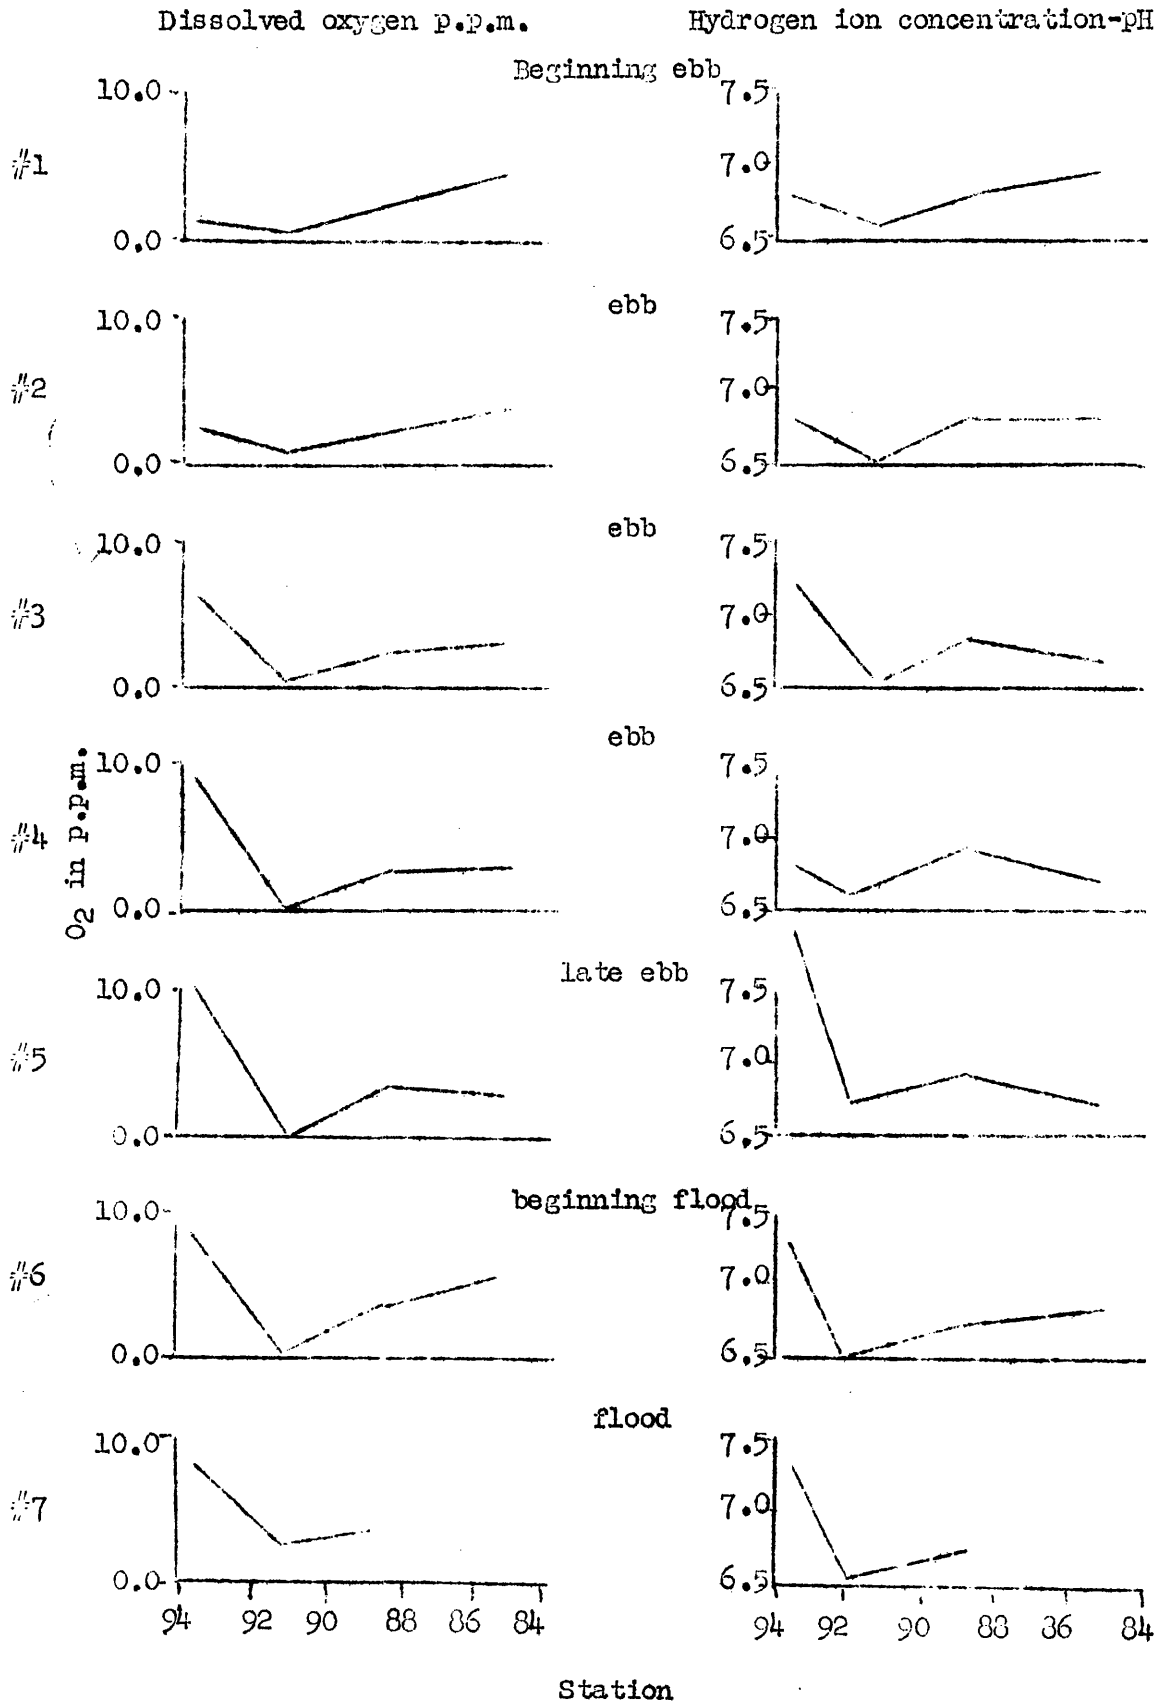 Dissolved oxygen p.p.m. Hydrogen ion concentration-pH
Beginning ebb
10.0 7.5
#1 7.0
0.0 6.5
ebb
10.0 7.5
#2 7.0
0.0 6.5
ebb
10.0 7.5
#3 7.0
0.0 6.5
ebb
10.0 7.5
#4 7.0
0.0 6.5
O2 in p.p.m.
late ebb
10.0 7.5
#5 7.0
0.0 6.5
beginning flood
10.0 7.5
#6 7.0
0.0 6.5
flood
10.0 7.5
#7 7.0
0.0 6.5
94 92 90 88 86 84 94 92 90 88 86 84
Station